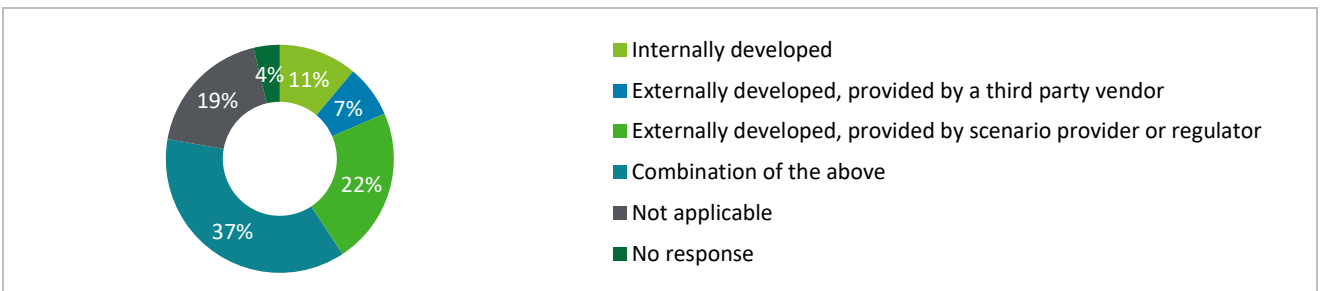 4%
11%
7%
19%
22%
37%
Internally developed
Externally developed, provided by a third party vendor
Externally developed, provided by scenario provider or regulator
Combination of the above
Not applicable
No response